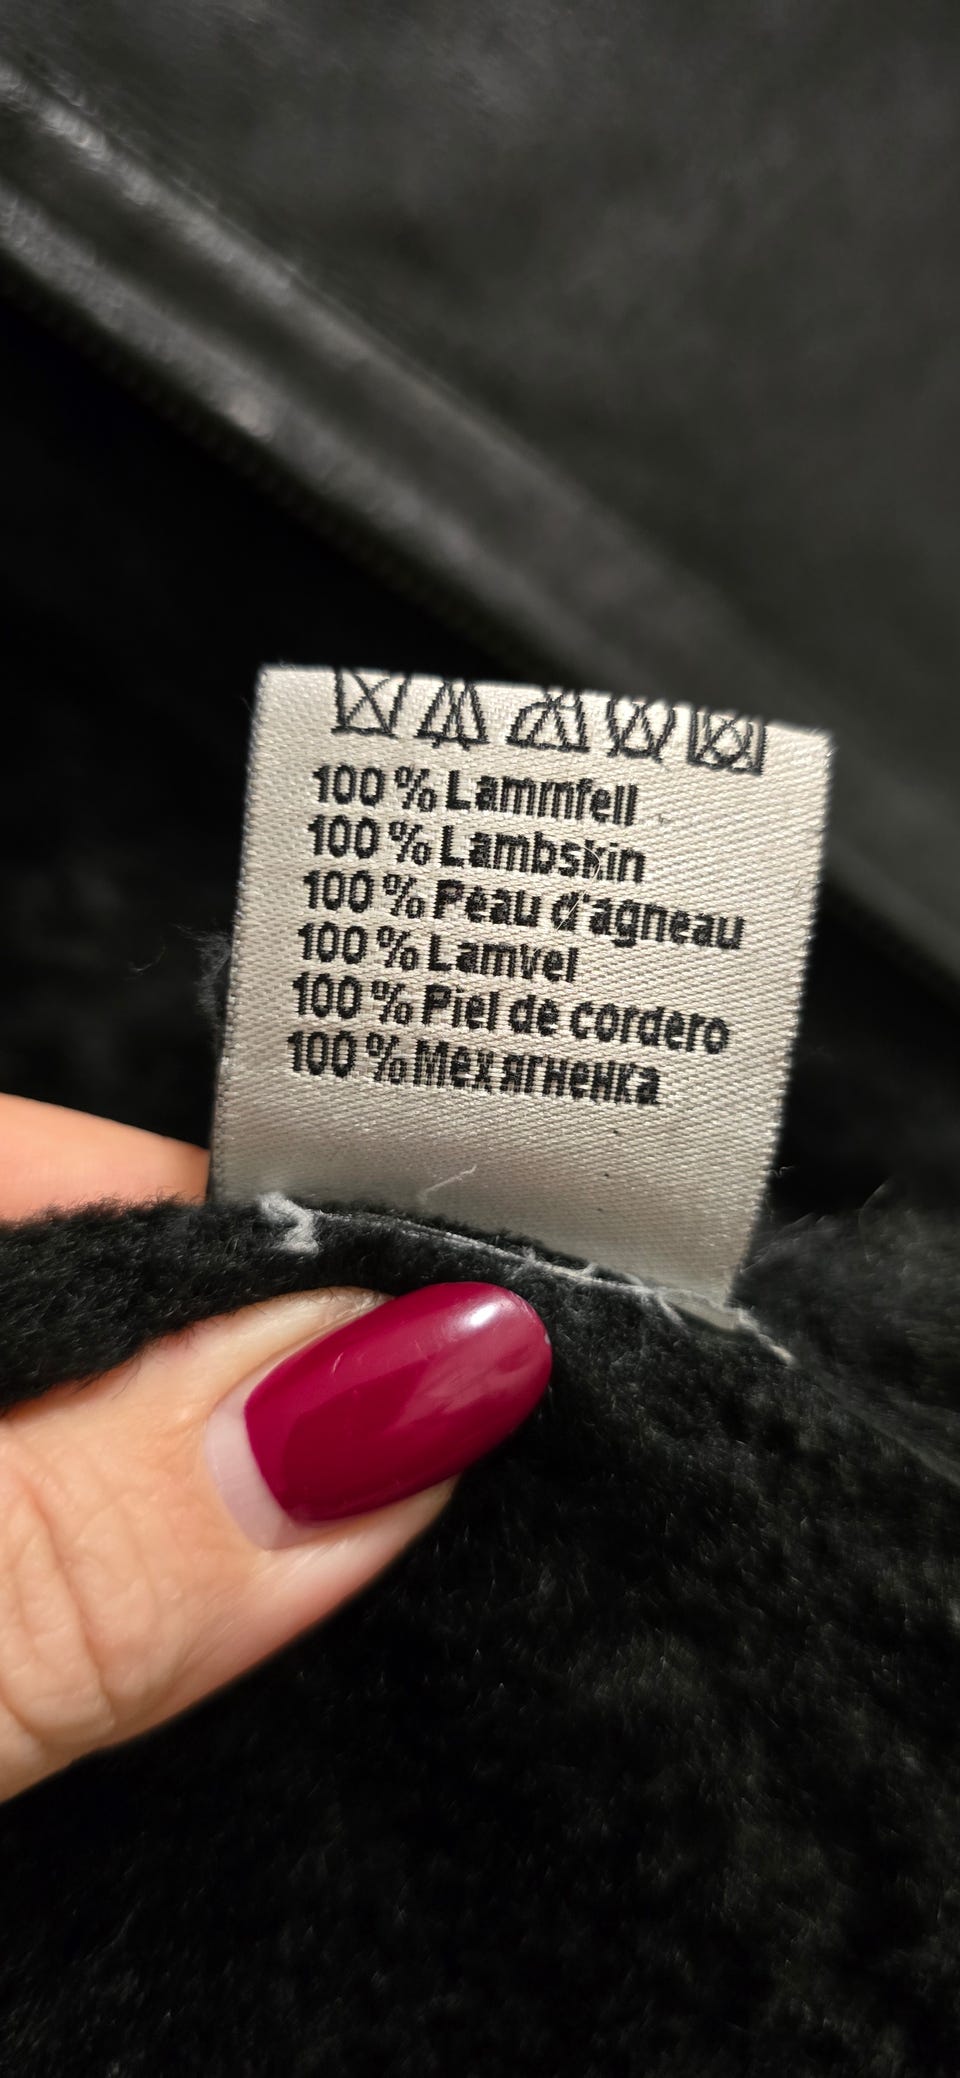 100 % Lammfell
100 % Lambskin
100 % Peau d'agneau
100 % Lamvel
100 % Piel de cordero
100 % Мех ягненка